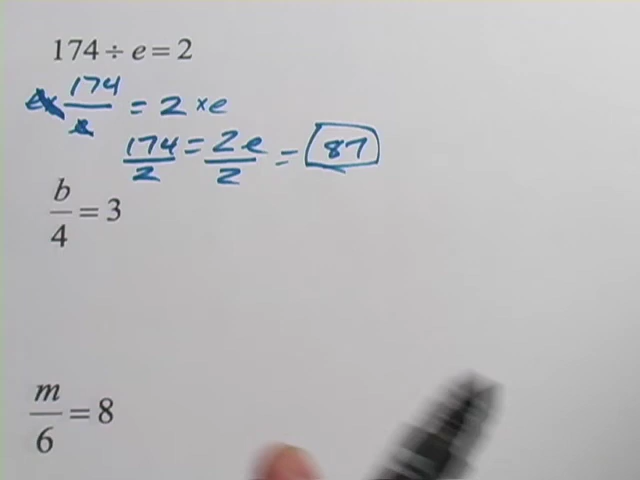 174 ÷ e = 2
e × 174/e = 2 × e
174/2 = 2e/2 = 87
b/4 = 3
m/6 = 8